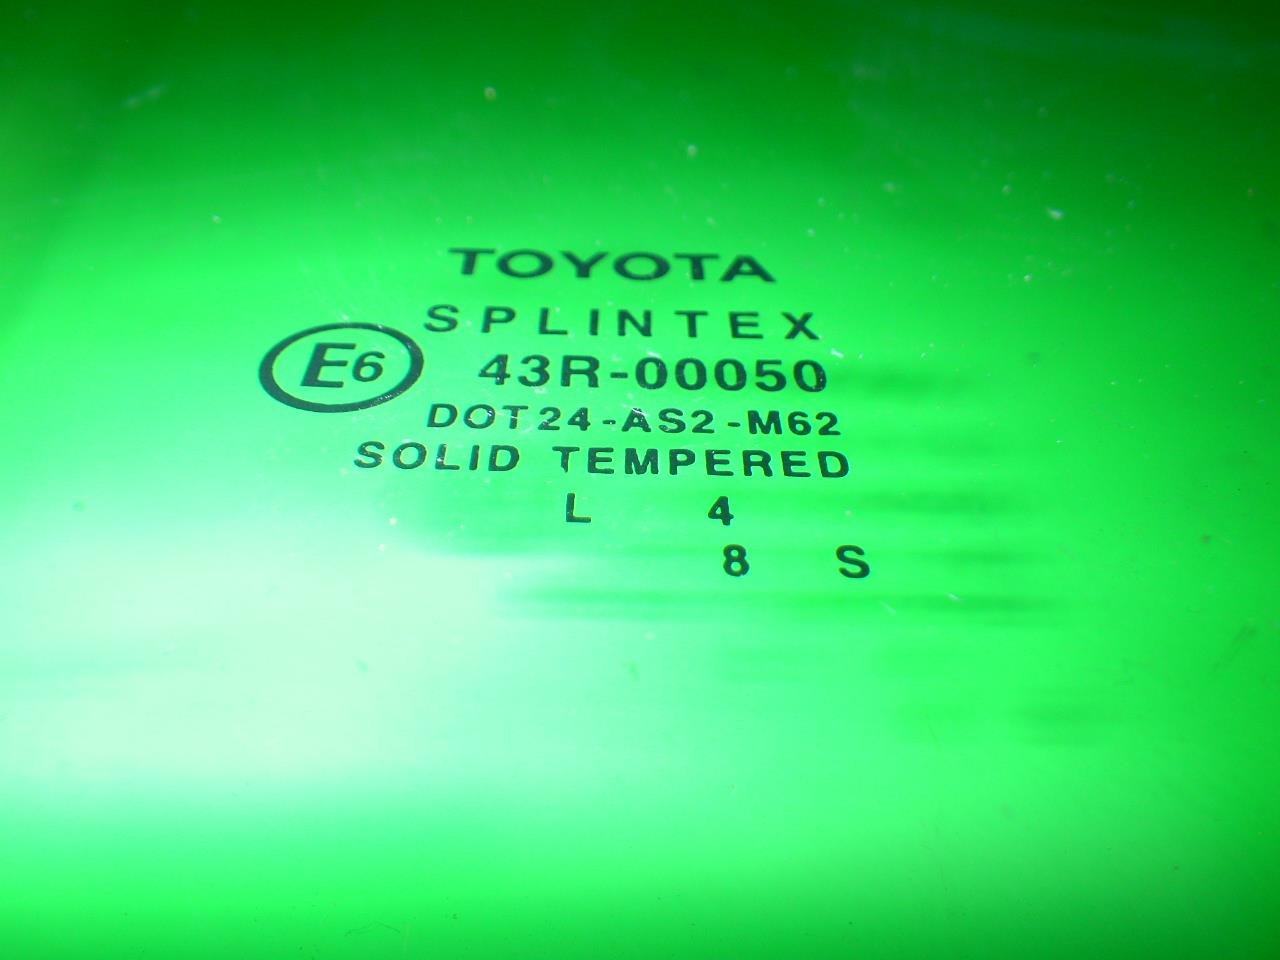 TOYOTA
SPLINTEX
E6 43R-00050
DOT24-AS2-M62
SOLID TEMPERED
L 4
8 S